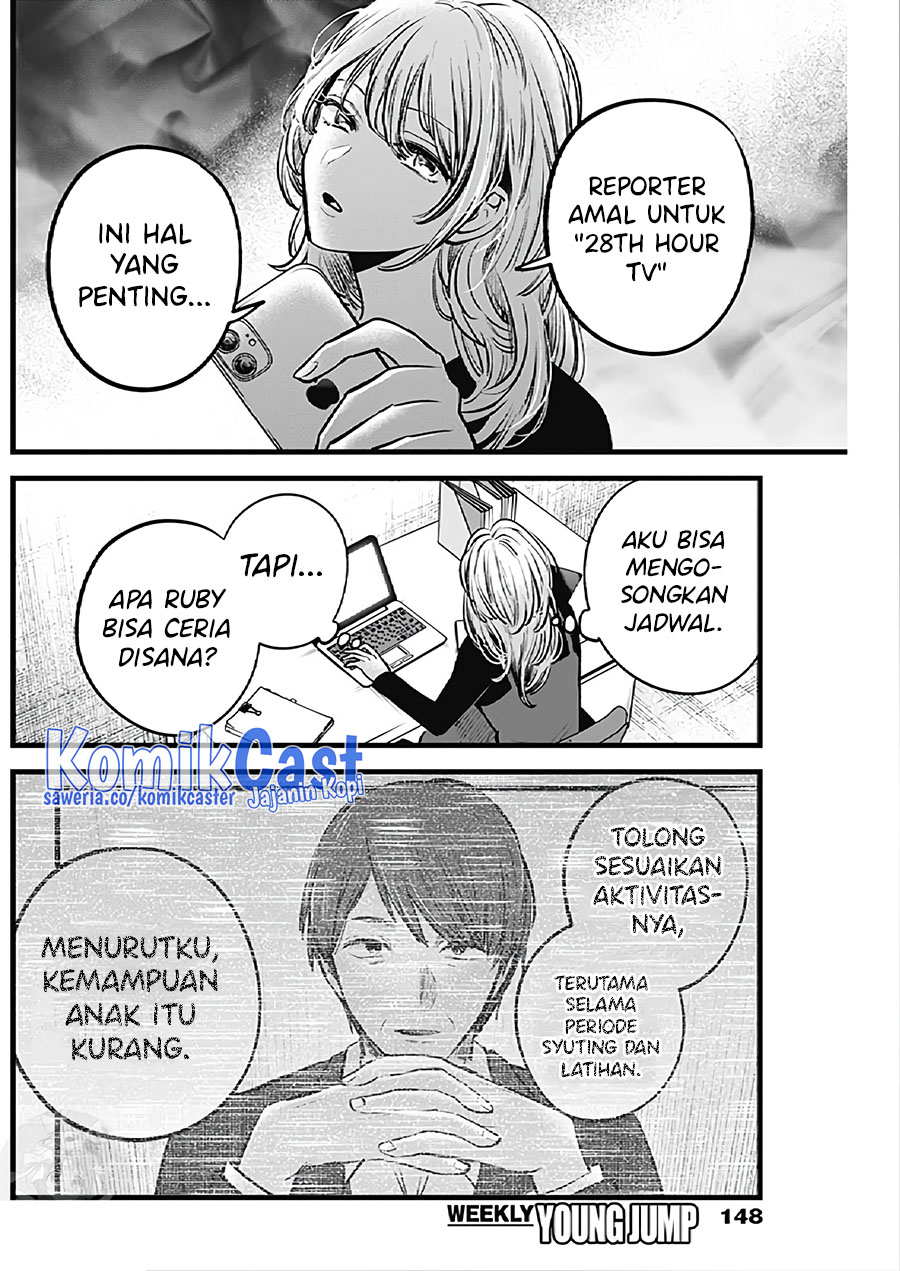 REPORTER
AMAL UNTUK
"28TH HOUR
TV"
INI HAL
YANG
PENTING...
AKU BISA
MENGO-
SONGKAN
JADWAL.
TAPI...
APA RUBY
BISA CERIA
DISANA?
KomikCast
saweria.co/komikcaster Jajanin Kopi
TOLONG
SESUAIKAN
AKTIVITAS-
NYA,
TERUTAMA
SELAMA
PERIODE
SYUTING DAN
LATIHAN.
MENURUTKU,
KEMAMPUAN
ANAK ITU
KURANG.
WEEKLY YOUNG JUMP 148